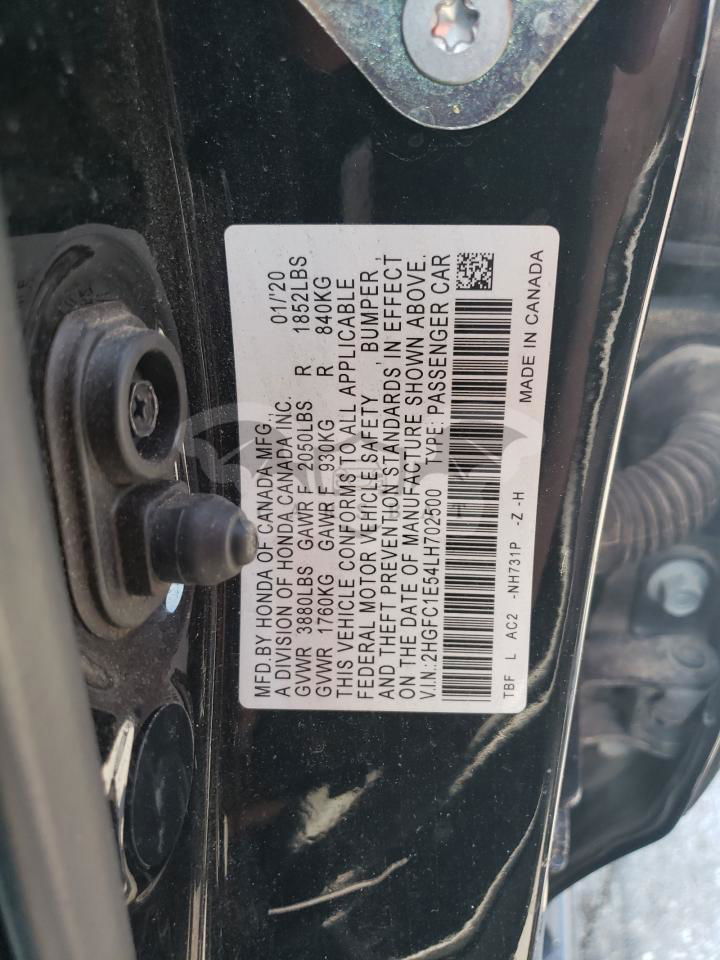 MFD.BY HONDA OF CANADA MFG.,
A DIVISION OF HONDA CANADA INC. 01/'20
GVWR 3880LBS GAWR F 2050LBS R 1852LBS
GVWR 1760KG GAWR F 930KG R 840KG
THIS VEHICLE CONFORMS TO ALL APPLICABLE
FEDERAL MOTOR VEHICLE SAFETY , BUMPER ,
AND THEFT PREVENTION STANDARDS IN EFFECT
ON THE DATE OF MANUFACTURE SHOWN ABOVE.
V.I.N.:2HGFC1E54LH702500 TYPE: PASSENGER CAR
TBF L AC2 -NH731P -Z -H MADE IN CANADA